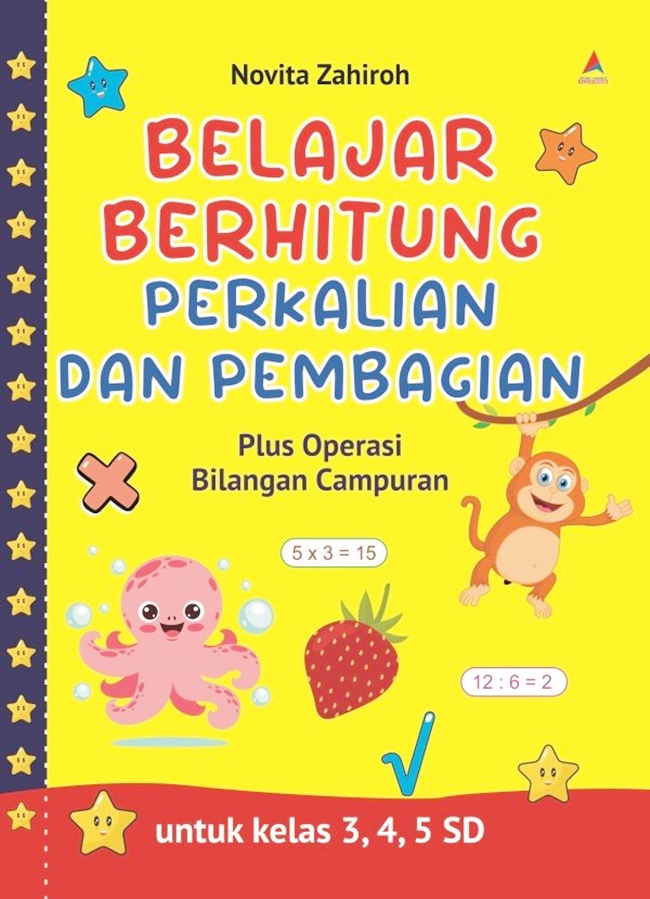 Novita Zahiroh
BELAJAR
BERHITUNG
PERKALIAN
DAN PEMBAGIAN
Plus Operasi
Bilangan Campuran
5 x 3 = 15
12 : 6 = 2
untuk kelas 3, 4, 5 SD